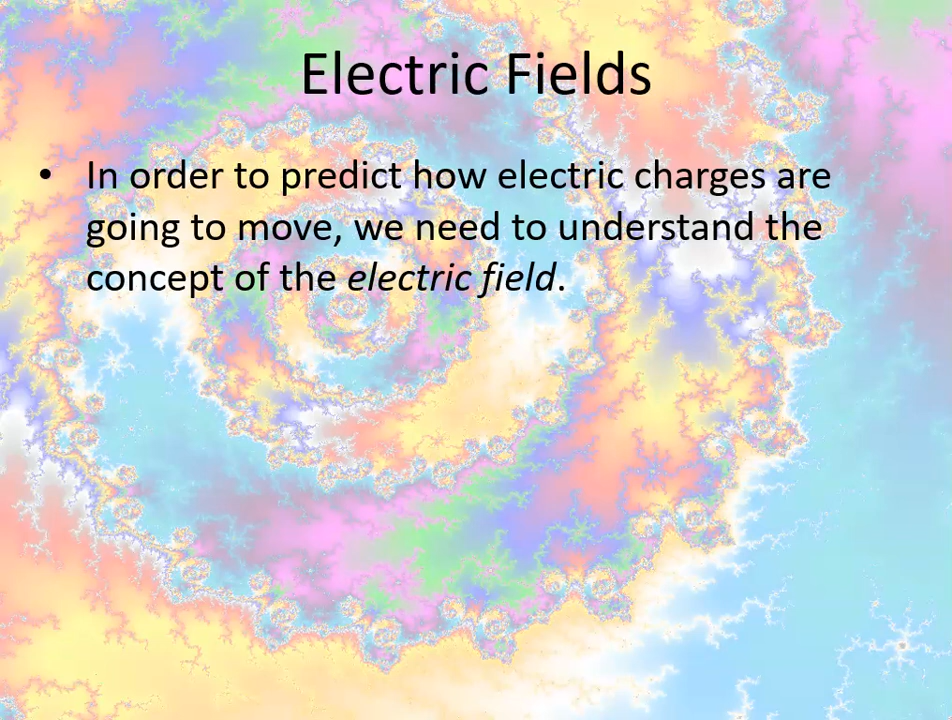 Electric Fields
• In order to predict how electric charges are
going to move, we need to understand the
concept of the electric field.